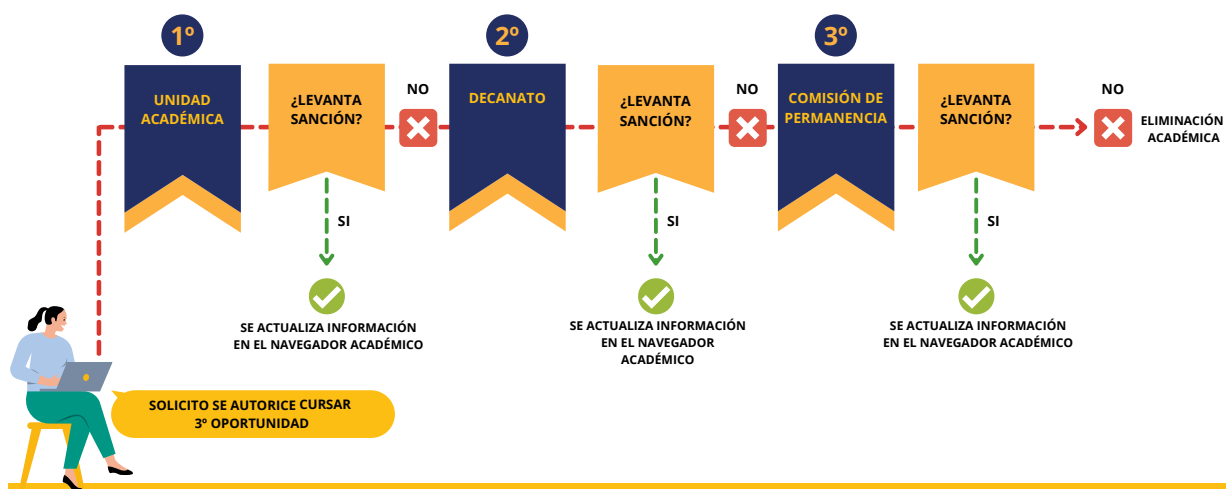 1º
UNIDAD
ACADÉMICA
¿LEVANTA
SANCIÓN?
NO
SI
SE ACTUALIZA INFORMACIÓN
EN EL NAVEGADOR ACADÉMICO
2º
DECANATO
¿LEVANTA
SANCIÓN?
NO
SI
SE ACTUALIZA INFORMACIÓN
EN EL NAVEGADOR
ACADÉMICO
3º
COMISIÓN DE
PERMANENCIA
¿LEVANTA
SANCIÓN?
NO
ELIMINACIÓN
ACADÉMICA
SI
SE ACTUALIZA INFORMACIÓN
EN EL NAVEGADOR ACADÉMICO
SOLICITO SE AUTORICE CURSAR
3º OPORTUNIDAD